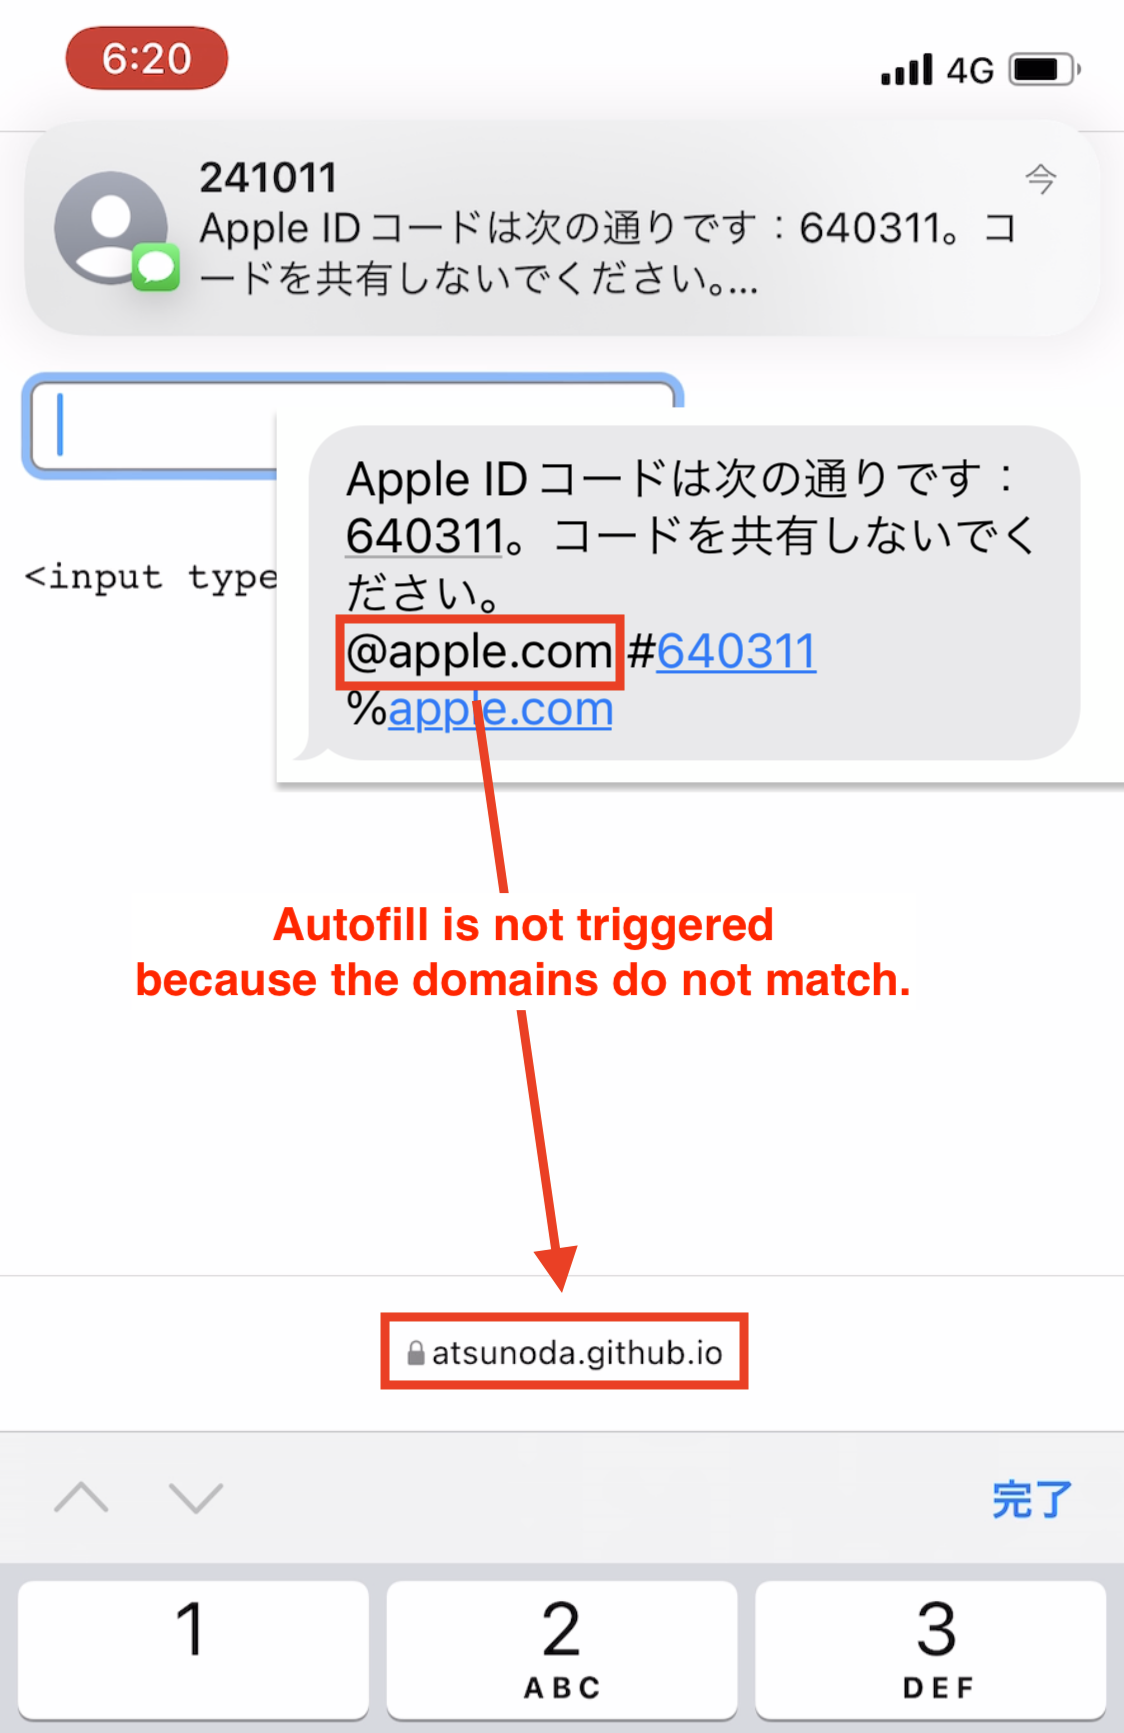 6:20
4G
241011
今
Apple ID コードは次の通りです：640311。コ
ードを共有しないでください。...
Apple ID コードは次の通りです：
640311。コードを共有しないでく
ださい。
@apple.com #640311
%apple.com
<input type
Autofill is not triggered
because the domains do not match.
atsunoda.github.io
完了
1
2
ABC
3
DEF